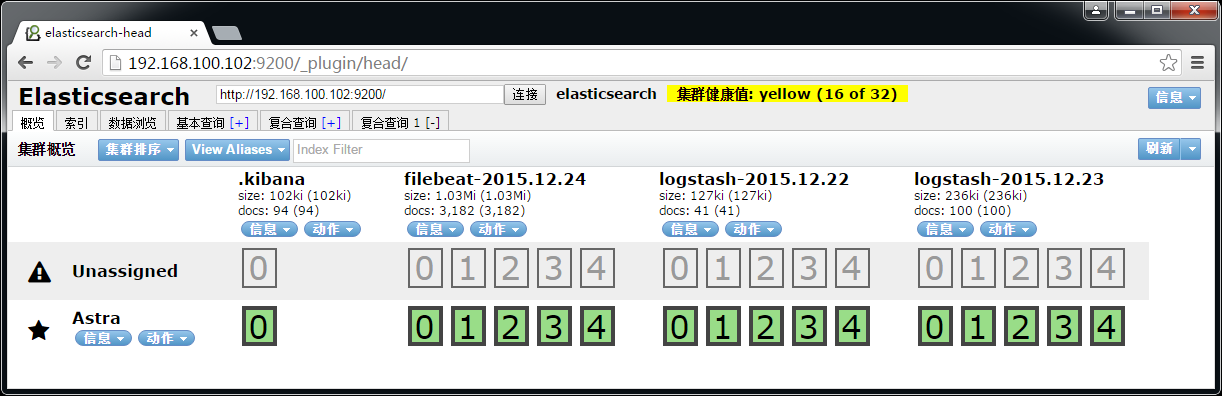 elasticsearch-head
192.168.100.102:9200/_plugin/head/
Elasticsearch http://192.168.100.102:9200/ 连接 elasticsearch 集群健康值: yellow (16 of 32) 信息
概览 索引 数据浏览 基本查询 [+] 复合查询 [+] 复合查询 1 [-]
集群概览 集群排序 View Aliases Index Filter 刷新
.kibana filebeat-2015.12.24 logstash-2015.12.22 logstash-2015.12.23
size: 102ki (102ki) size: 1.03Mi (1.03Mi) size: 127ki (127ki) size: 236ki (236ki)
docs: 94 (94) docs: 3,182 (3,182) docs: 41 (41) docs: 100 (100)
信息 动作 信息 动作 信息 动作 信息 动作
Unassigned 0 0 1 2 3 4 0 1 2 3 4 0 1 2 3 4
Astra 0 0 1 2 3 4 0 1 2 3 4 0 1 2 3 4
信息 动作